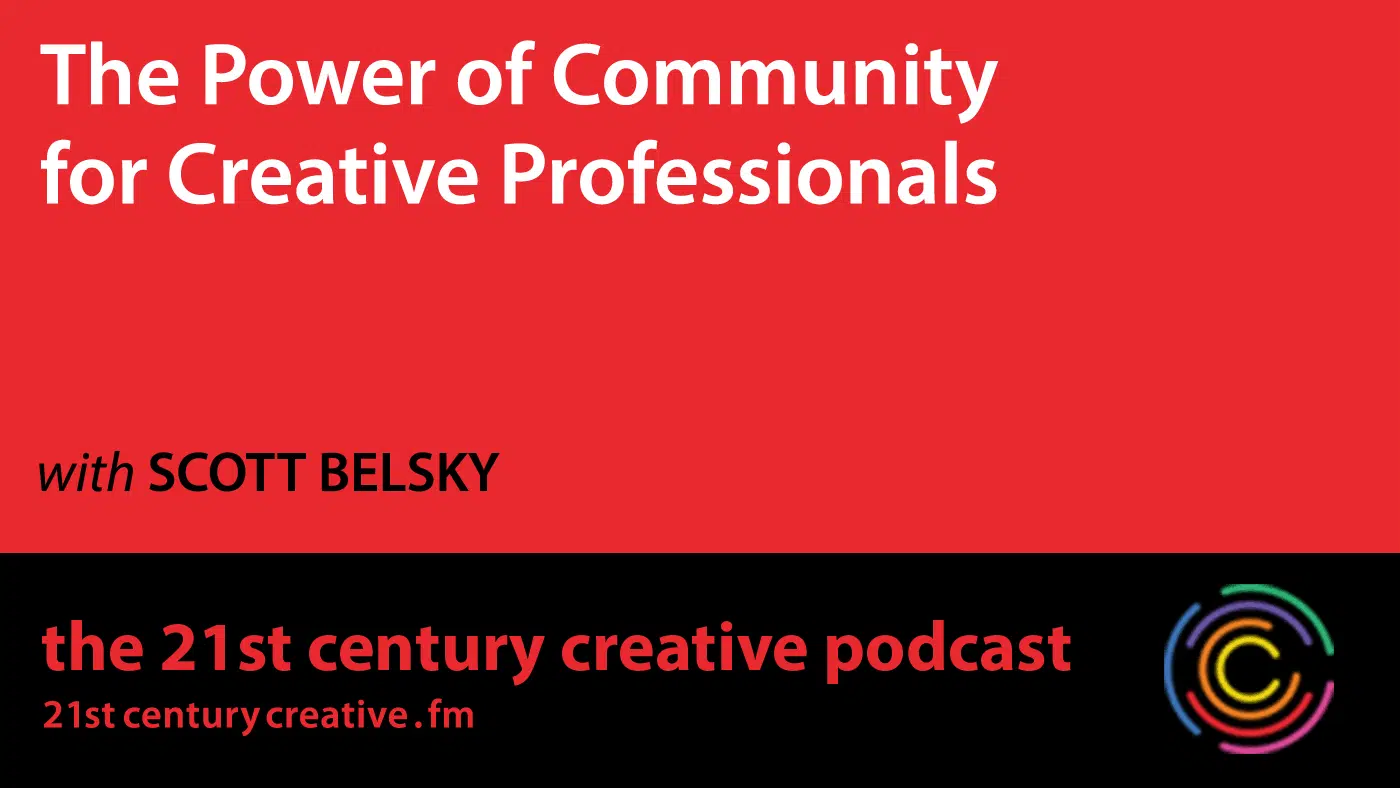 The Power of Community
for Creative Professionals
with SCOTT BELSKY
the 21st century creative podcast
21st century creative.fm